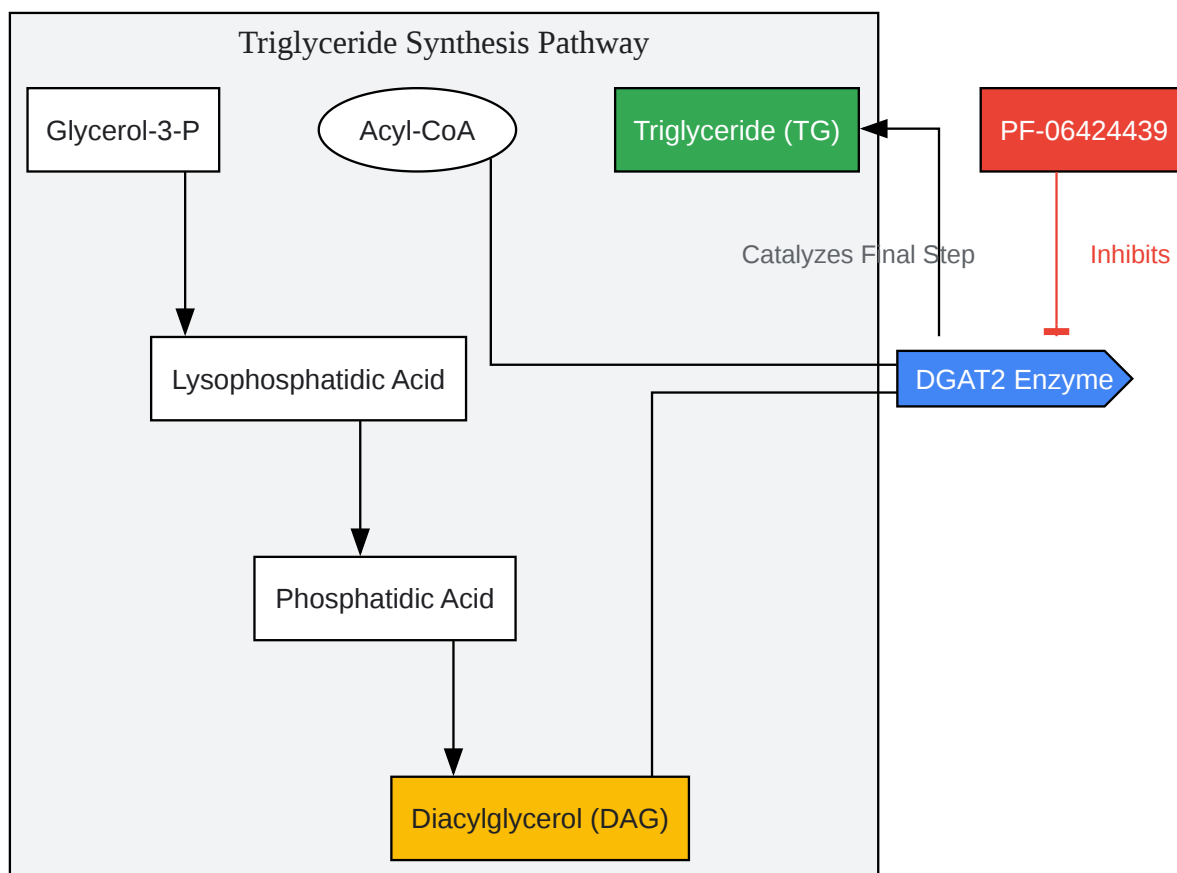 Triglyceride Synthesis Pathway
Glycerol-3-P
Acyl-CoA
Triglyceride (TG)
PF-06424439
Catalyzes Final Step
Inhibits
Lysophosphatidic Acid
DGAT2 Enzyme
Phosphatidic Acid
Diacylglycerol (DAG)